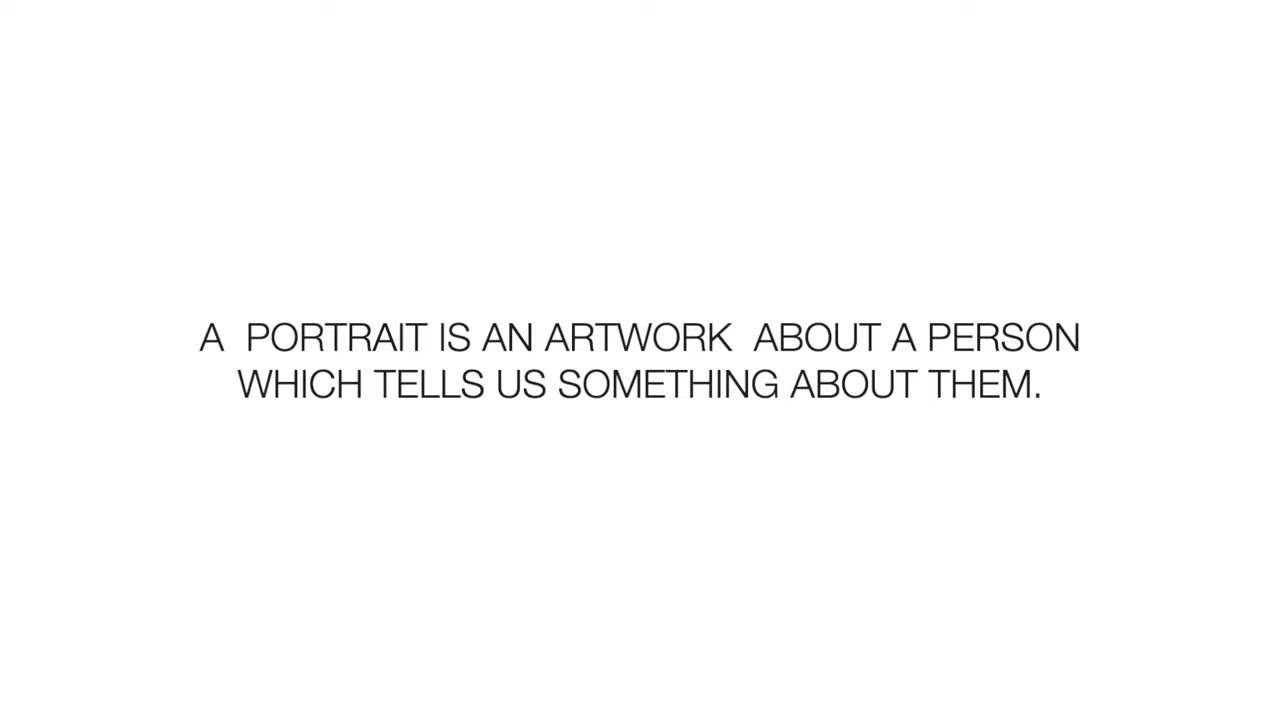 A  PORTRAIT IS AN ARTWORK  ABOUT A PERSON
WHICH TELLS US SOMETHING ABOUT THEM.